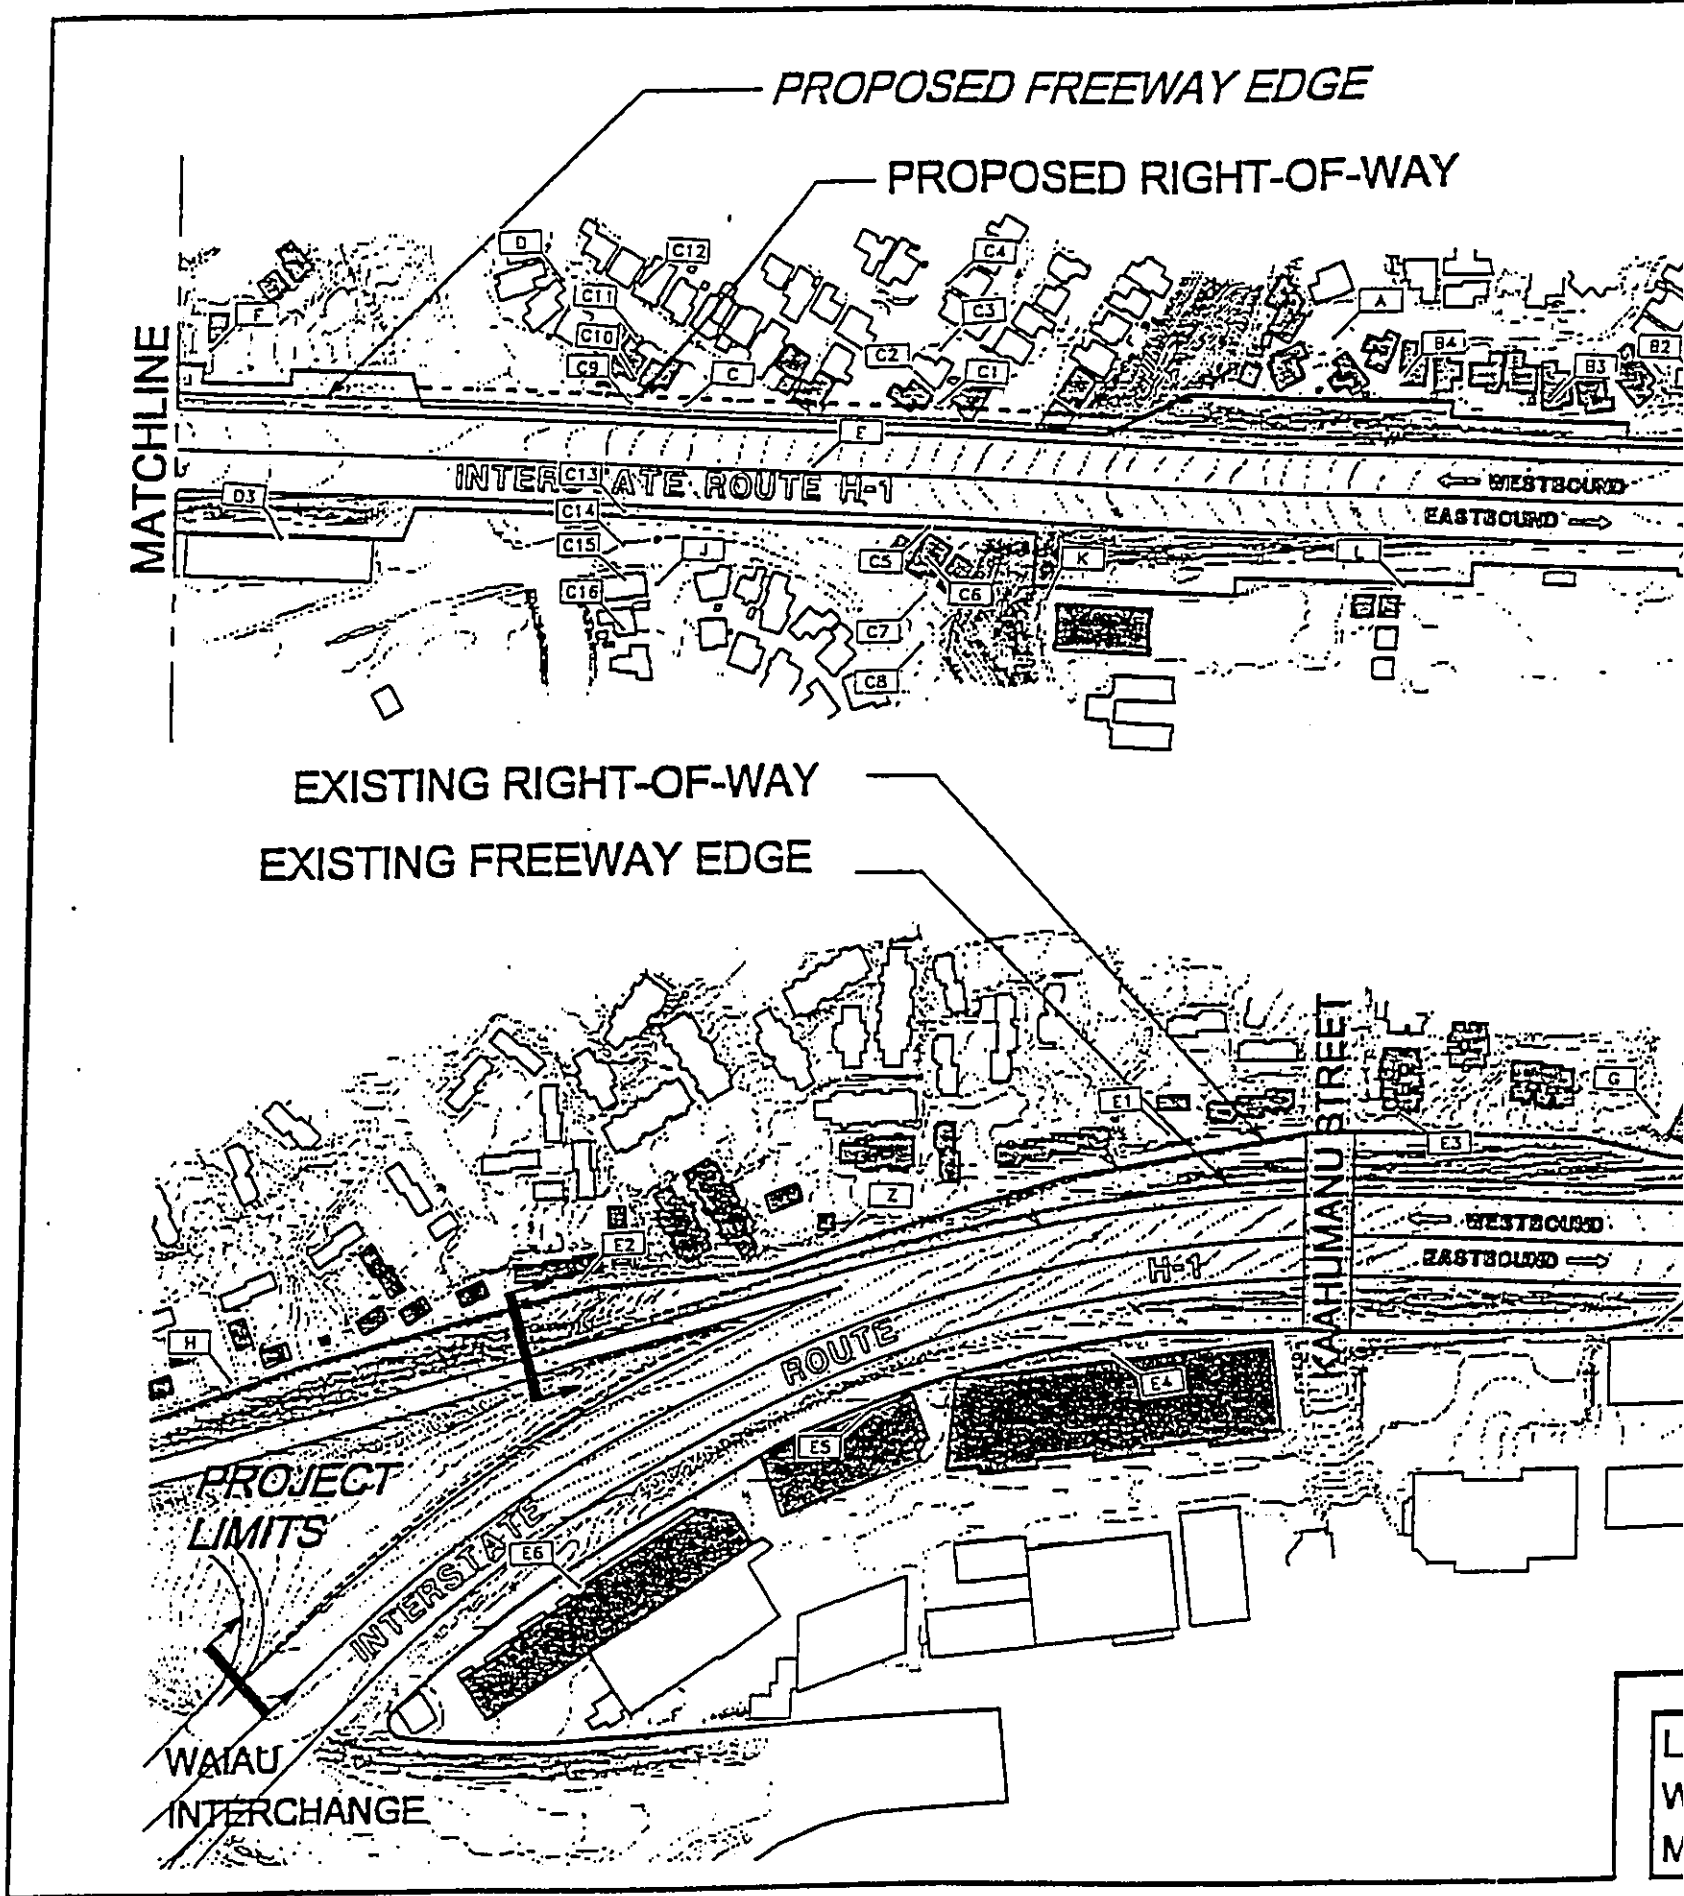 PROPOSED FREEWAY EDGE
PROPOSED RIGHT-OF-WAY
MATCHLINE
D
C12
C4
C11
C3
A
F
C10
C2
B4
B2
C9
C
C1
B3
E
INTERSTATE ROUTE H-1
C13
WESTBOUND
D3
EASTBOUND
C14
C15
J
C5
K
L
C16
C6
C7
C8
EXISTING RIGHT-OF-WAY
EXISTING FREEWAY EDGE
KAAHUMANU STREET
E1
G
E3
Z
E2
WESTBOUND
EASTBOUND
H
INTERSTATE ROUTE H-1
E4
E5
PROJECT
LIMITS
E6
WAIAU
INTERCHANGE
L
W
M